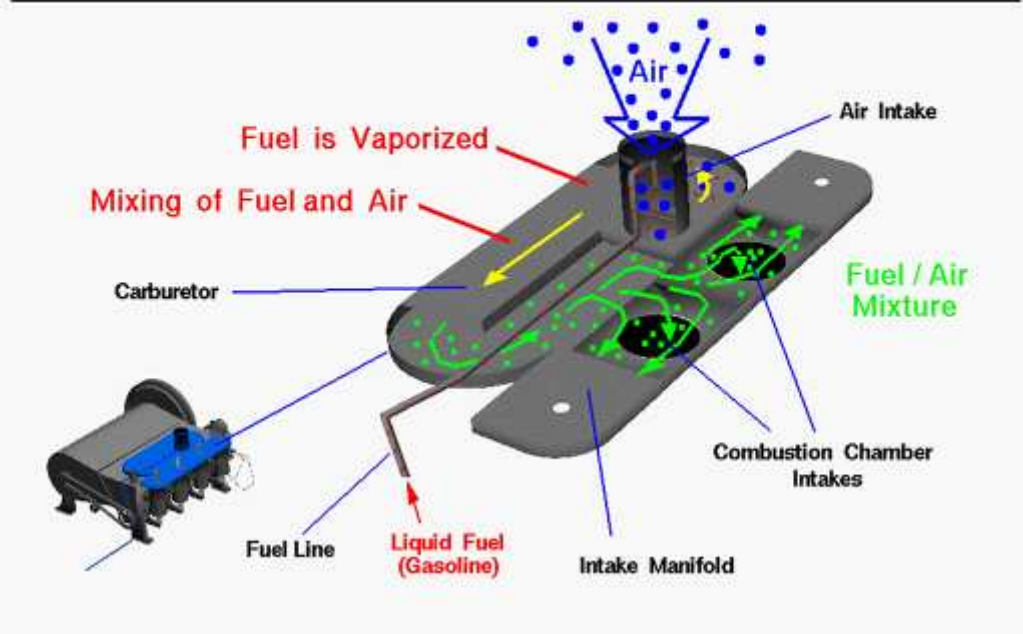 Air
Air Intake
Fuel is Vaporized
Mixing of Fuel and Air
Carburetor
Fuel / Air
Mixture
Combustion Chamber
Intakes
Fuel Line
Liquid Fuel
(Gasoline)
Intake Manifold